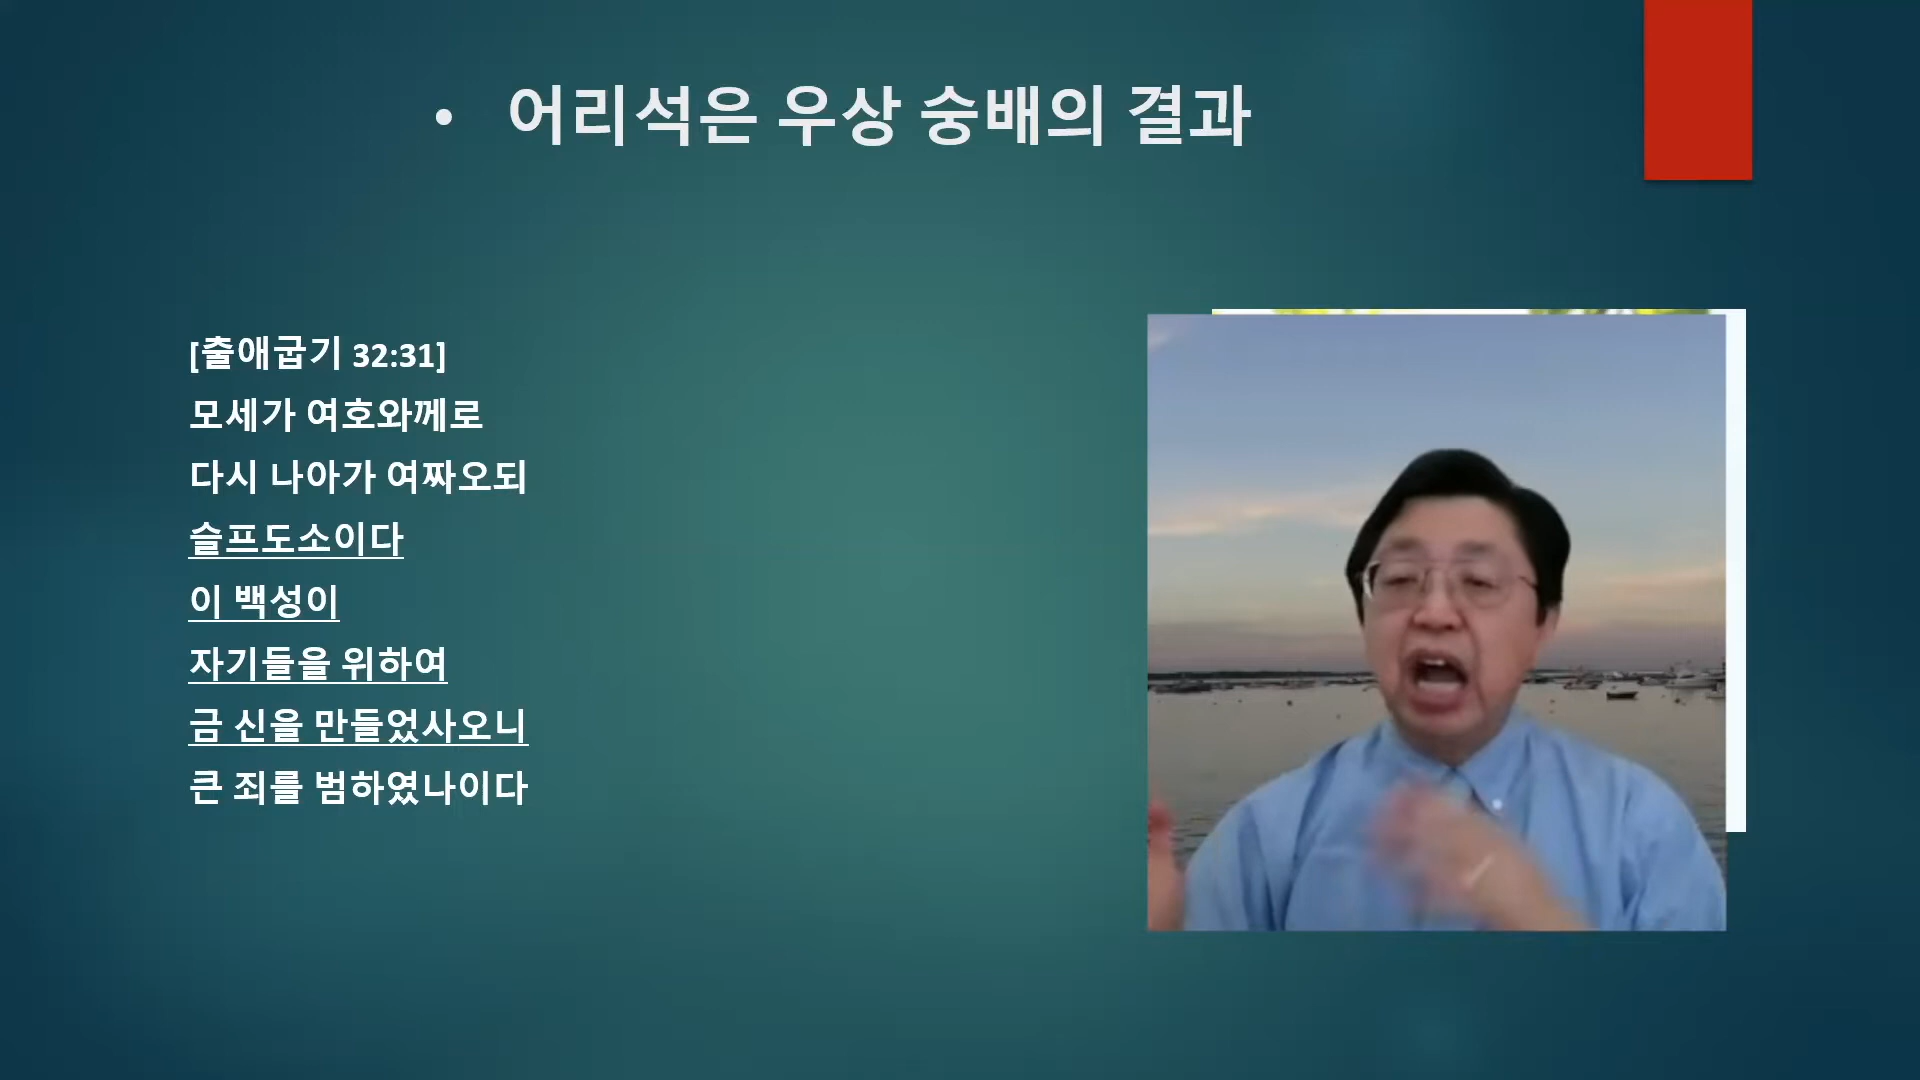 • 어리석은 우상 숭배의 결과
[출애굽기 32:31]
모세가 여호와께로
다시 나아가 여짜오되
슬프도소이다
이 백성이
자기들을 위하여
금 신을 만들었사오니
큰 죄를 범하였나이다